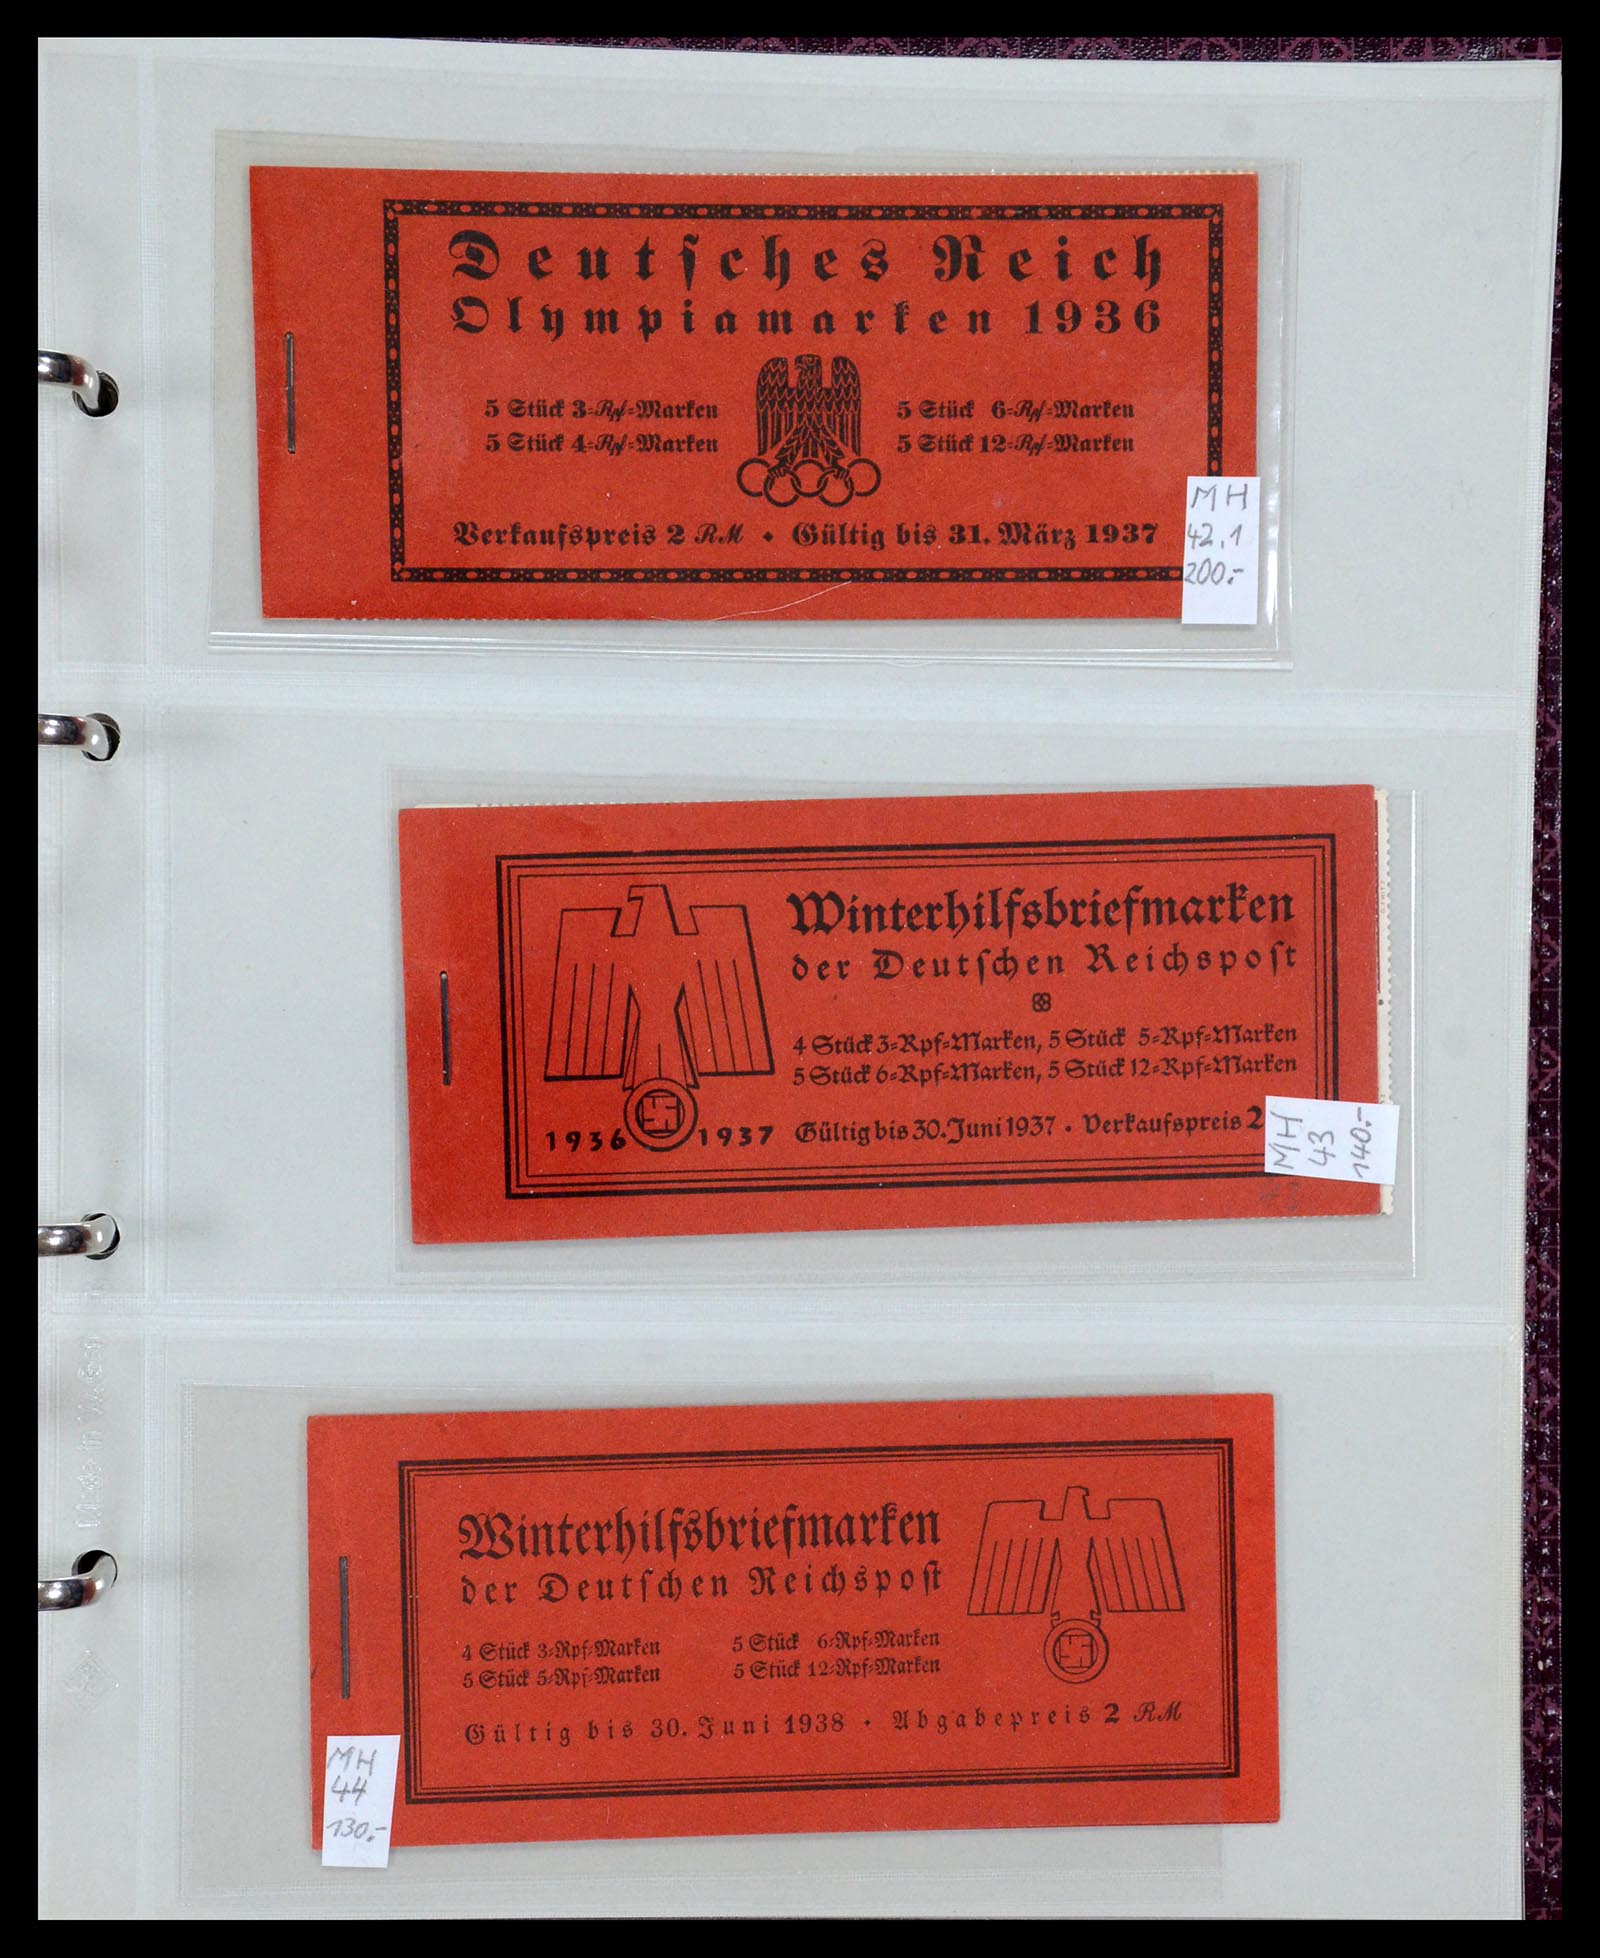 Deutſches Reich
Olympiamarken 1936
5 Stück 3=Rpf=Marken
5 Stück 4=Rpf=Marken
5 Stück 6=Rpf=Marken
5 Stück 12=Rpf=Marken
Verkaufspreis 2 RM • Gültig bis 31. März 1937
MH
42.1
200.-
Winterhilfsbriefmarken
der Deutſchen Reichspoſt
4 Stück 3=Rpf=Marken, 5 Stück 5=Rpf=Marken
5 Stück 6=Rpf=Marken, 5 Stück 12=Rpf=Marken
1936 1937
Gültig bis 30. Juni 1937 • Verkaufspreis 2
MH
43
140.-
Winterhilfsbriefmarken
der Deutſchen Reichspoſt
4 Stück 3=Rpf=Marken
5 Stück 5=Rpf=Marken
5 Stück 6=Rpf=Marken
5 Stück 12=Rpf=Marken
Gültig bis 30. Juni 1938 • Abgabepreis 2 RM
MH
44
130.-